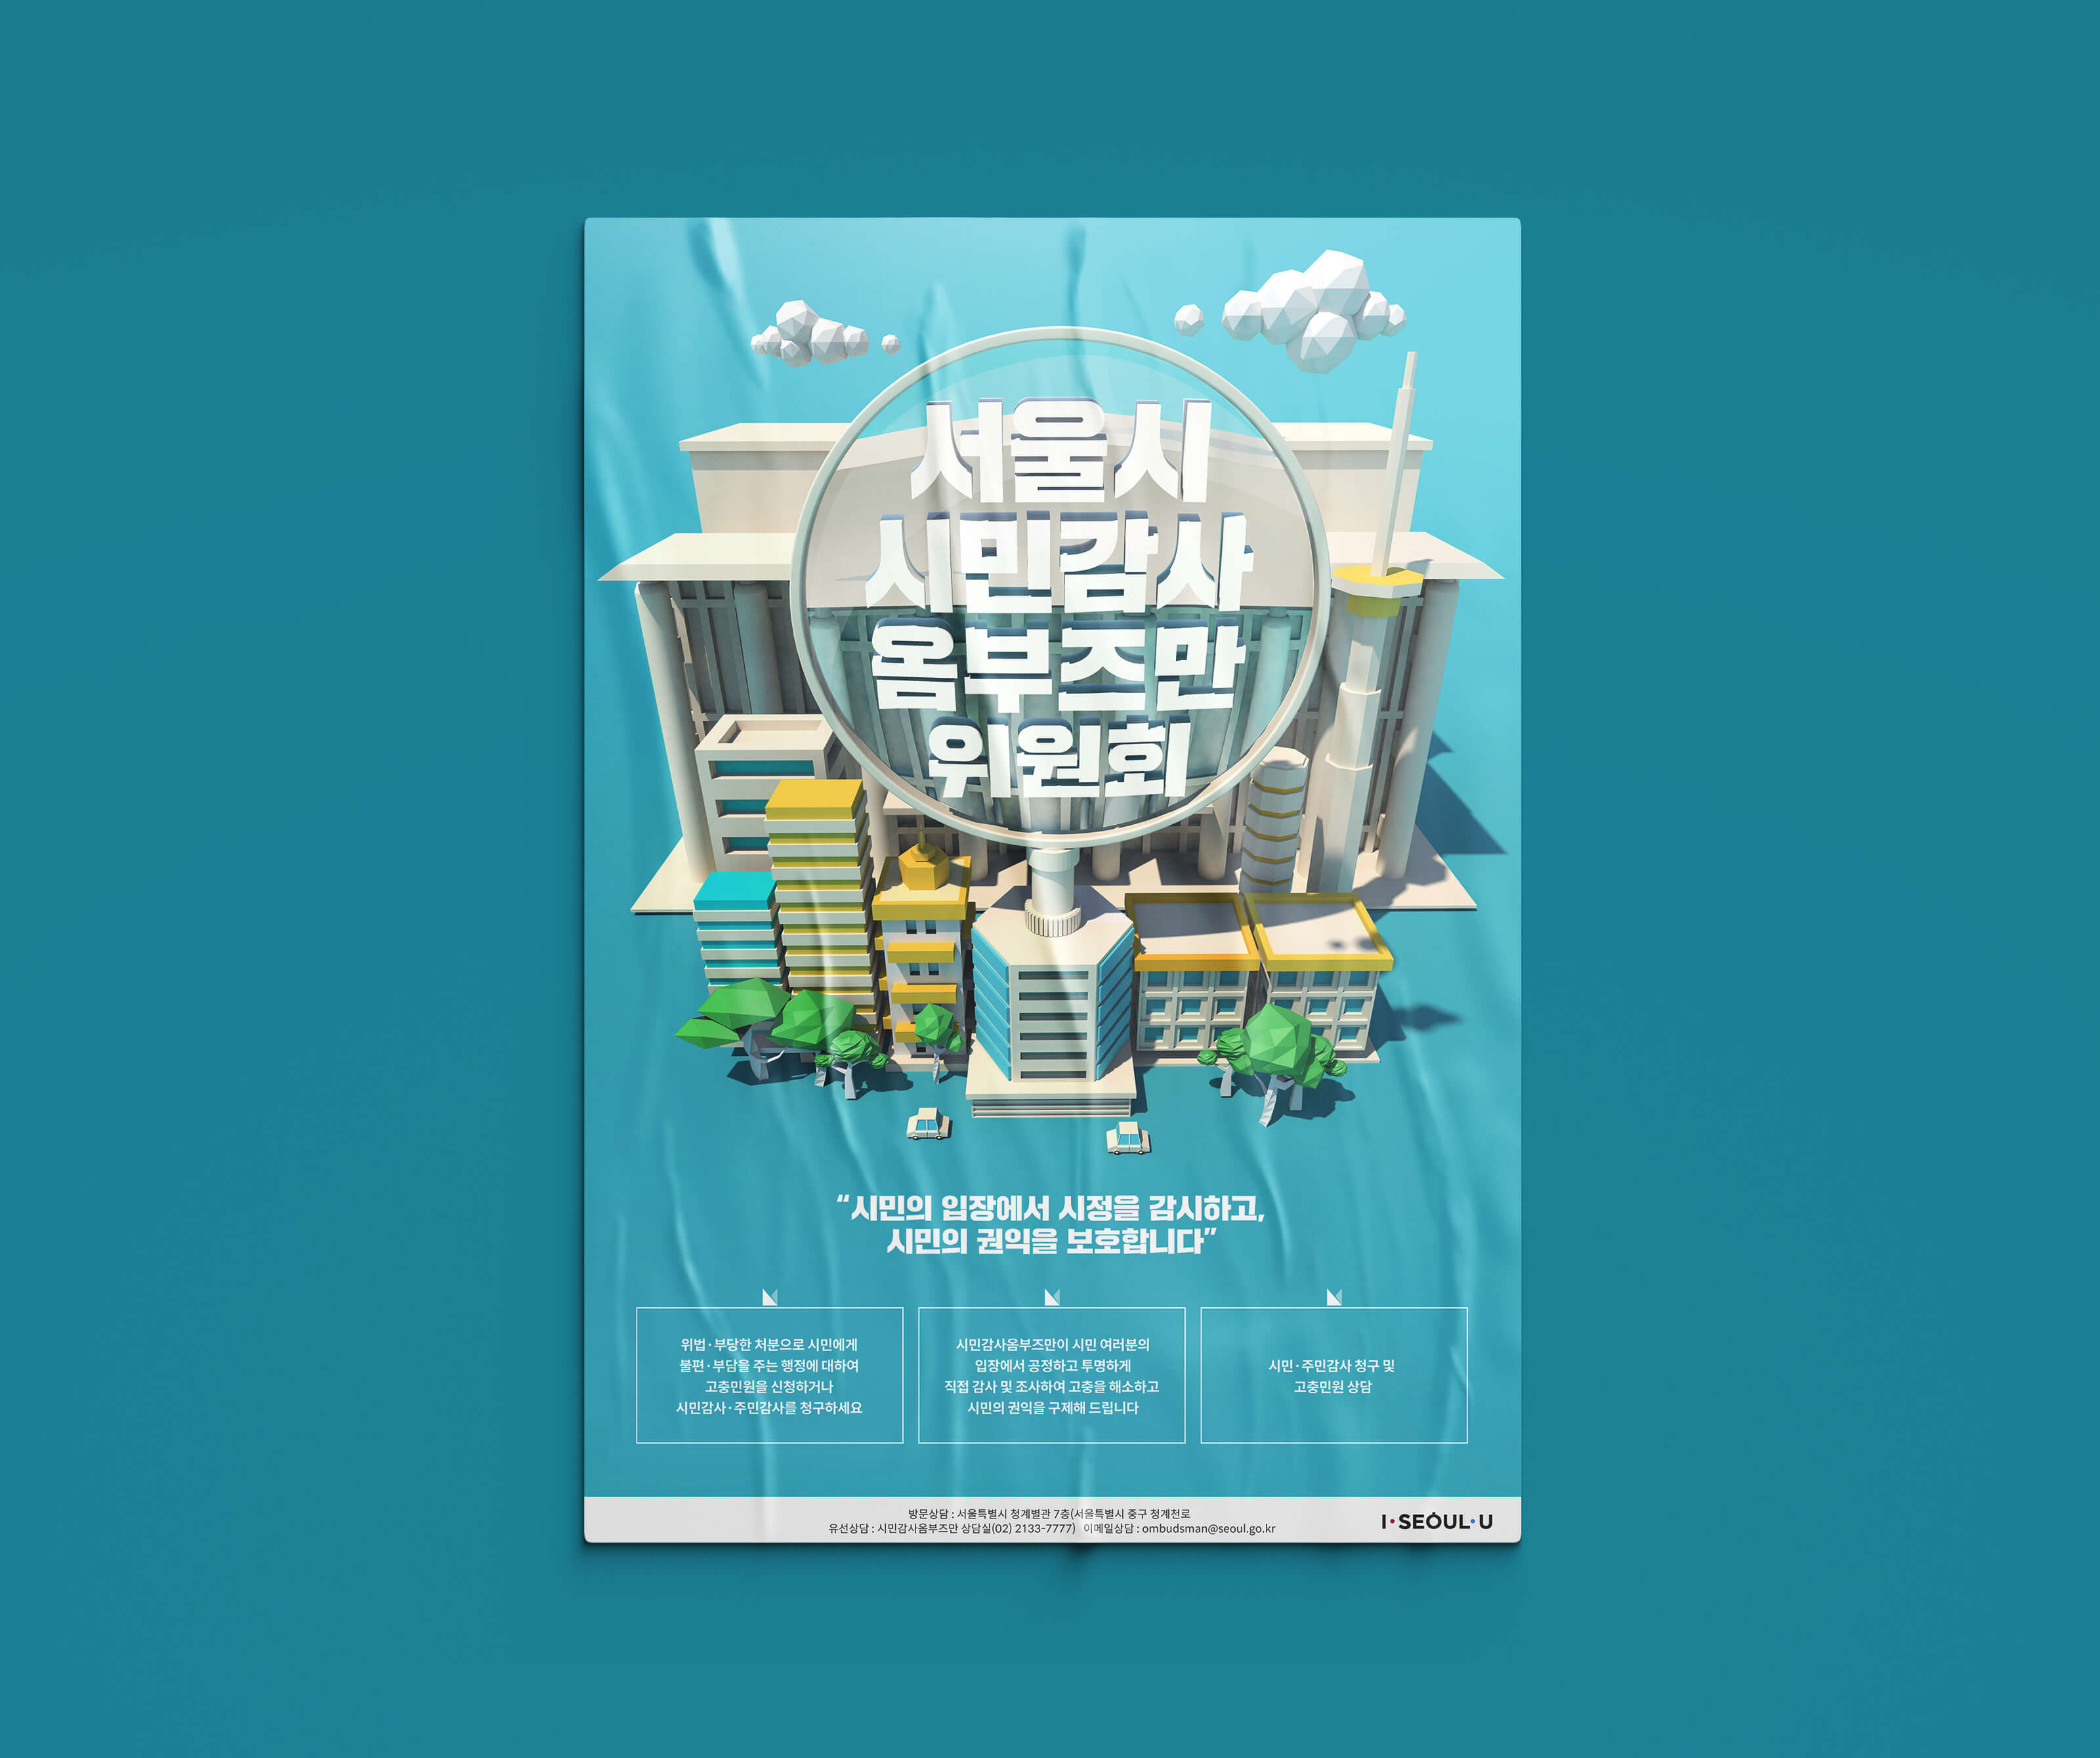 서울시
시민감사
옴부즈만
위원회
“시민의 입장에서 시정을 감시하고,
시민의 권익을 보호합니다”
위법·부당한 처분으로 시민에게
불편·부담을 주는 행정에 대하여
고충민원을 신청하거나
시민감사·주민감사를 청구하세요
시민감사옴부즈만이 시민 여러분의
입장에서 공정하고 투명하게
직접 감사 및 조사하여 고충을 해소하고
시민의 권익을 구제해 드립니다
시민·주민감사 청구 및
고충민원 상담
방문상담 : 서울특별시 청계별관 7층(서울특별시 중구 청계천로
유선상담 : 시민감사옴부즈만 상담실(02) 2133-7777) 이메일상담 : ombudsman@seoul.go.kr
I·SEOUL·U